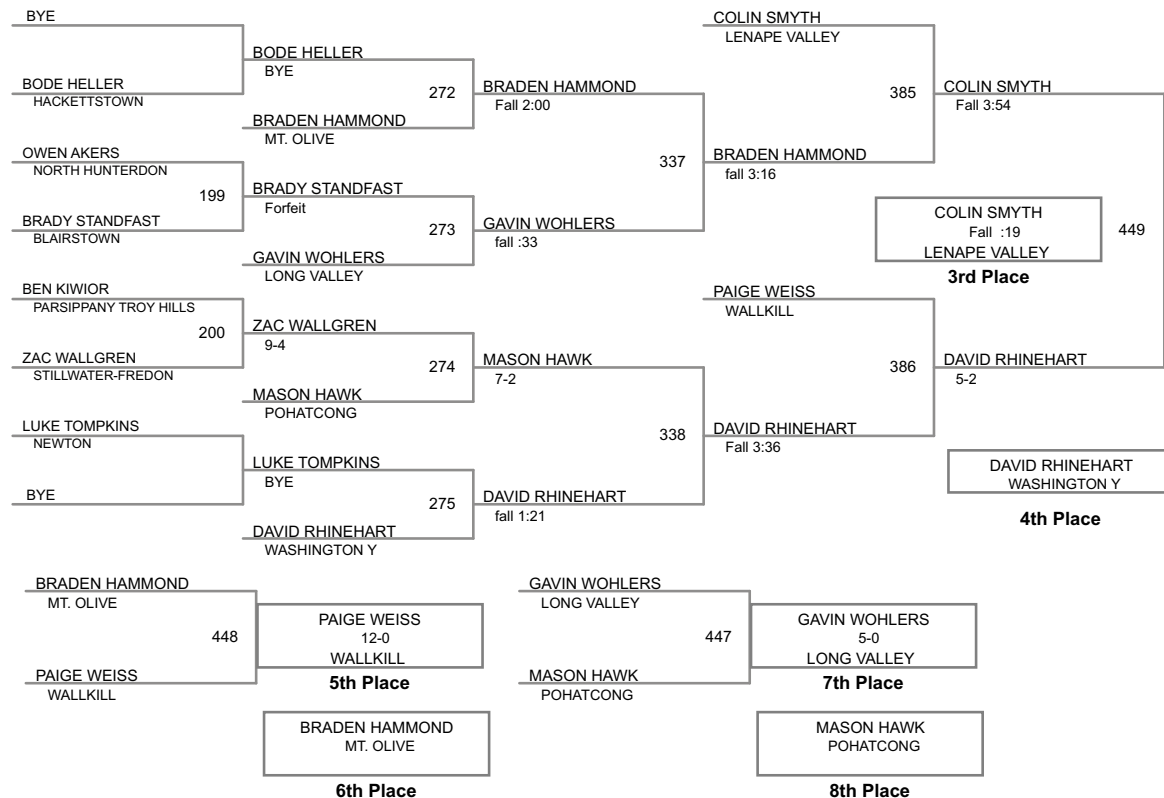 BYE
BODE HELLER
HACKETTSTOWN
OWEN AKERS
NORTH HUNTERDON
199
BRADY STANDFAST
BLAIRSTOWN
BEN KIWIOR
PARSIPPANY TROY HILLS
200
ZAC WALLGREN
STILLWATER-FREDON
LUKE TOMPKINS
NEWTON
BYE
BODE HELLER
BYE
272
BRADEN HAMMOND
MT. OLIVE
BRADY STANDFAST
Forfeit
273
GAVIN WOHLERS
LONG VALLEY
ZAC WALLGREN
9-4
274
MASON HAWK
POHATCONG
LUKE TOMPKINS
BYE
275
DAVID RHINEHART
WASHINGTON Y
BRADEN HAMMOND
Fall 2:00
337
GAVIN WOHLERS
fall :33
MASON HAWK
7-2
338
DAVID RHINEHART
fall 1:21
COLIN SMYTH
LENAPE VALLEY
385
BRADEN HAMMOND
fall 3:16
PAIGE WEISS
WALLKILL
386
DAVID RHINEHART
Fall 3:36
COLIN SMYTH
Fall 3:54
COLIN SMYTH
Fall :19
LENAPE VALLEY
449
3rd Place
DAVID RHINEHART
5-2
DAVID RHINEHART
WASHINGTON Y
4th Place
BRADEN HAMMOND
MT. OLIVE
448
PAIGE WEISS
WALLKILL
PAIGE WEISS
12-0
WALLKILL
5th Place
BRADEN HAMMOND
MT. OLIVE
6th Place
GAVIN WOHLERS
LONG VALLEY
447
MASON HAWK
POHATCONG
GAVIN WOHLERS
5-0
LONG VALLEY
7th Place
MASON HAWK
POHATCONG
8th Place